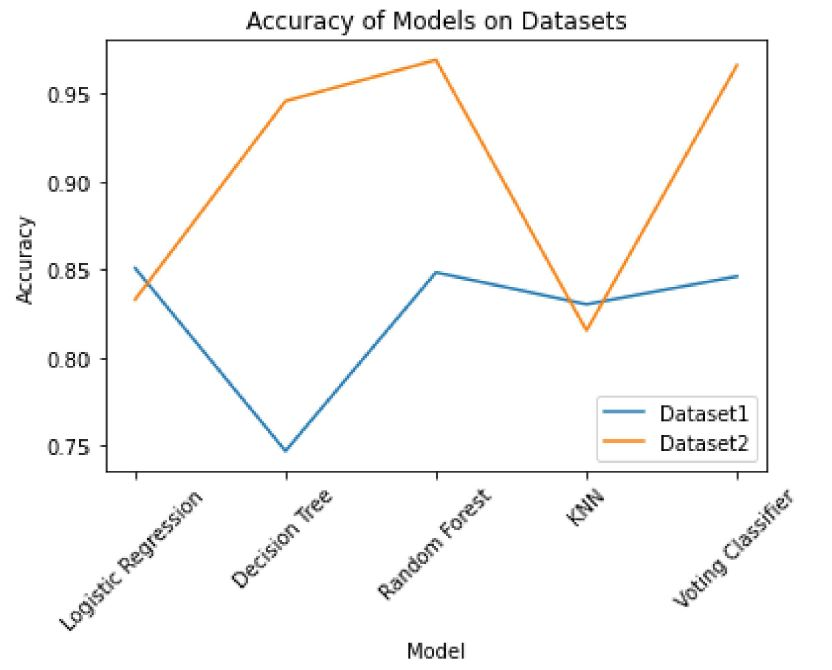 Accuracy of Models on Datasets
Accuracy
0.95
0.90
0.85
0.80
0.75
Dataset1
Dataset2
Logistic Regression
Decision Tree
Random Forest
KNN
Voting Classifier
Model